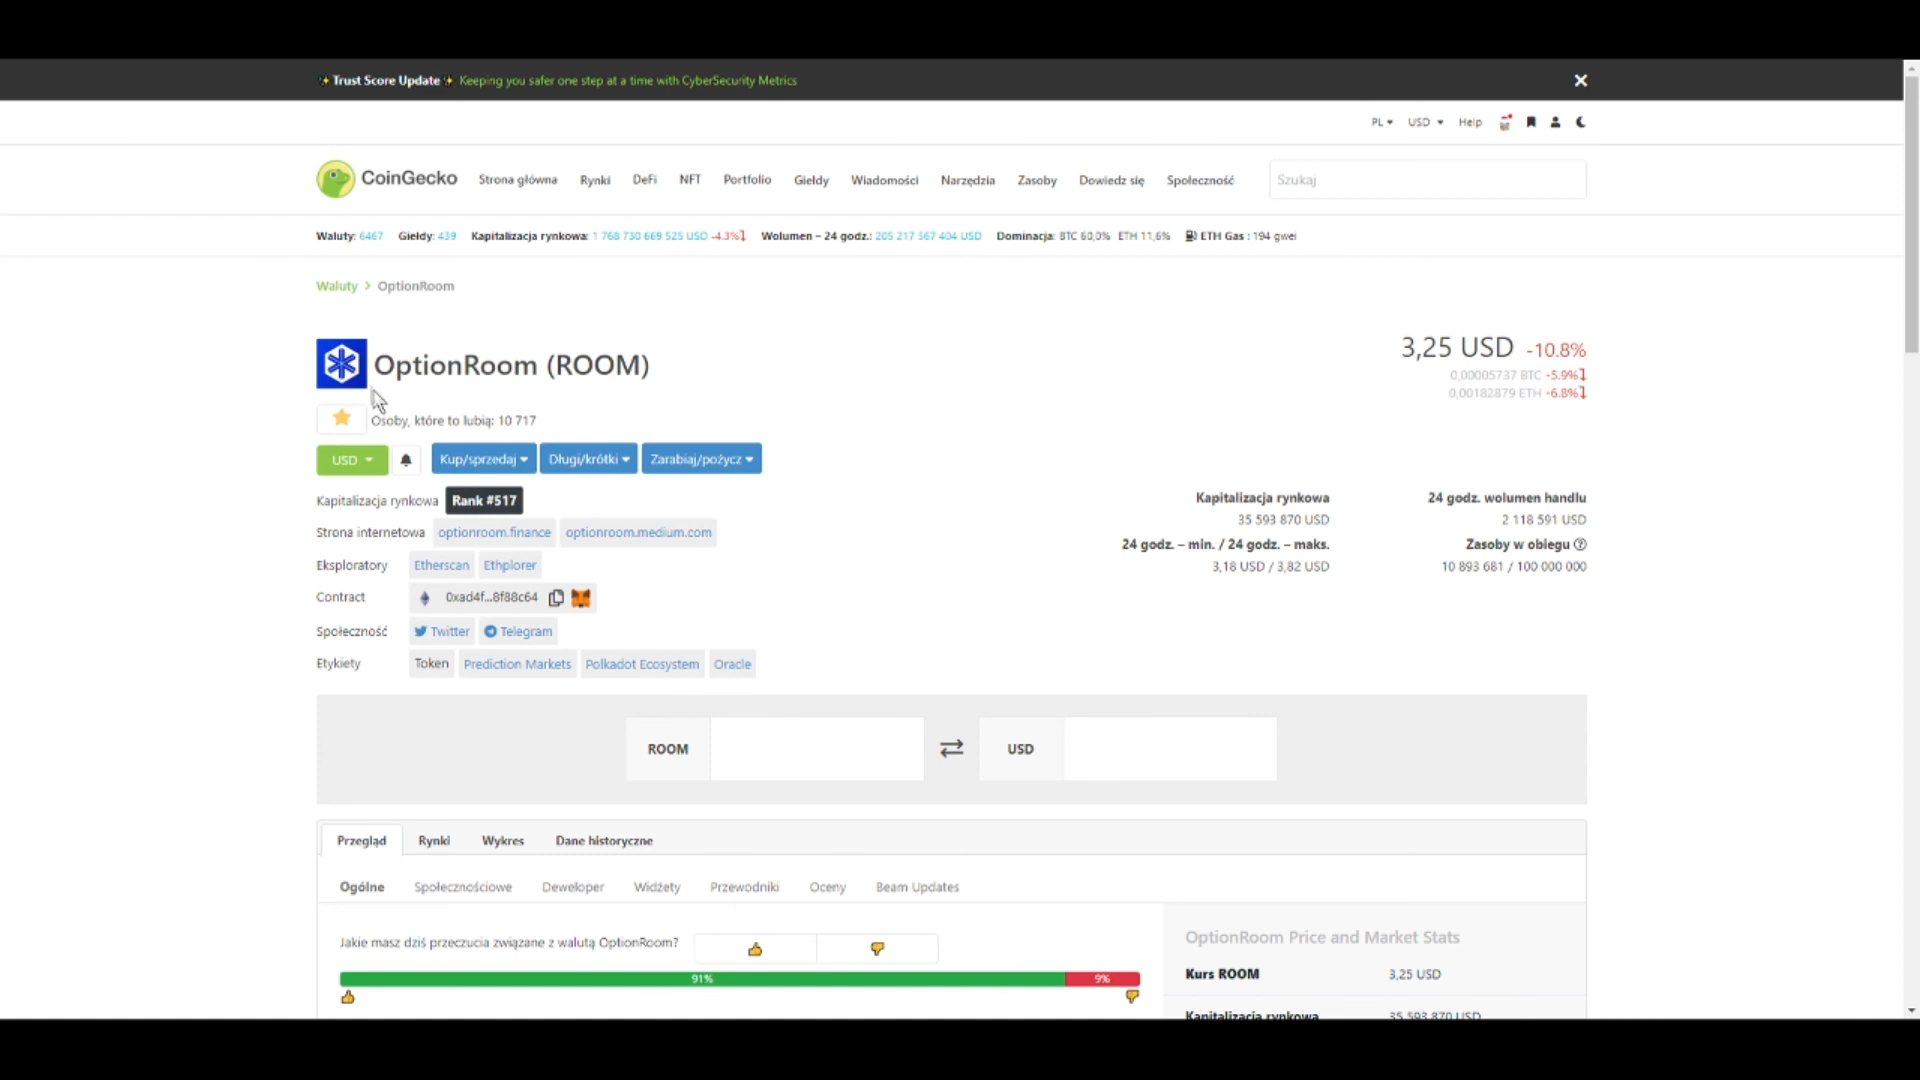 Trust Score Update Keeping you safer one step at a time with CyberSecurity Metrics
PL USD Help
CoinGecko Strona główna Rynki DeFi NFT Portfolio Giełdy Wiadomości Narzędzia Zasoby Dowiedz się Społeczność Szukaj
Waluty: 6467 Giełdy: 439 Kapitalizacja rynkowa: 1 768 730 669 525 USD -4.3% Wolumen – 24 godz.: 205 217 567 404 USD Dominacja: BTC 60,0% ETH 11,6% ETH Gas : 194 gwei
Waluty > OptionRoom
OptionRoom (ROOM)
3,25 USD -10.8%
0,00005737 BTC -5.9%
0,00182879 ETH -6.8%
Osoby, które to lubią: 10 717
USD Kup/sprzedaj Długi/krótki Zarabiaj/pożycz
Kapitalizacja rynkowa Rank #517
Strona internetowa optionroom.finance optionroom.medium.com
Eksploratory Etherscan Ethplorer
Contract 0xad4f...8f88c64
Społeczność Twitter Telegram
Etykiety Token Prediction Markets Polkadot Ecosystem Oracle
Kapitalizacja rynkowa
35 593 870 USD
24 godz. – min. / 24 godz. – maks.
3,18 USD / 3,82 USD
24 godz. wolumen handlu
2 118 591 USD
Zasoby w obiegu
10 893 681 / 100 000 000
ROOM USD
Przegląd Rynki Wykres Dane historyczne
Ogólne Społecznościowe Deweloper Widżety Przewodniki Oceny Beam Updates
Jakie masz dziś przeczucia związane z walutą OptionRoom?
91% 9%
OptionRoom Price and Market Stats
Kurs ROOM 3,25 USD
Kapitalizacja rynkowa 35 593 870 USD